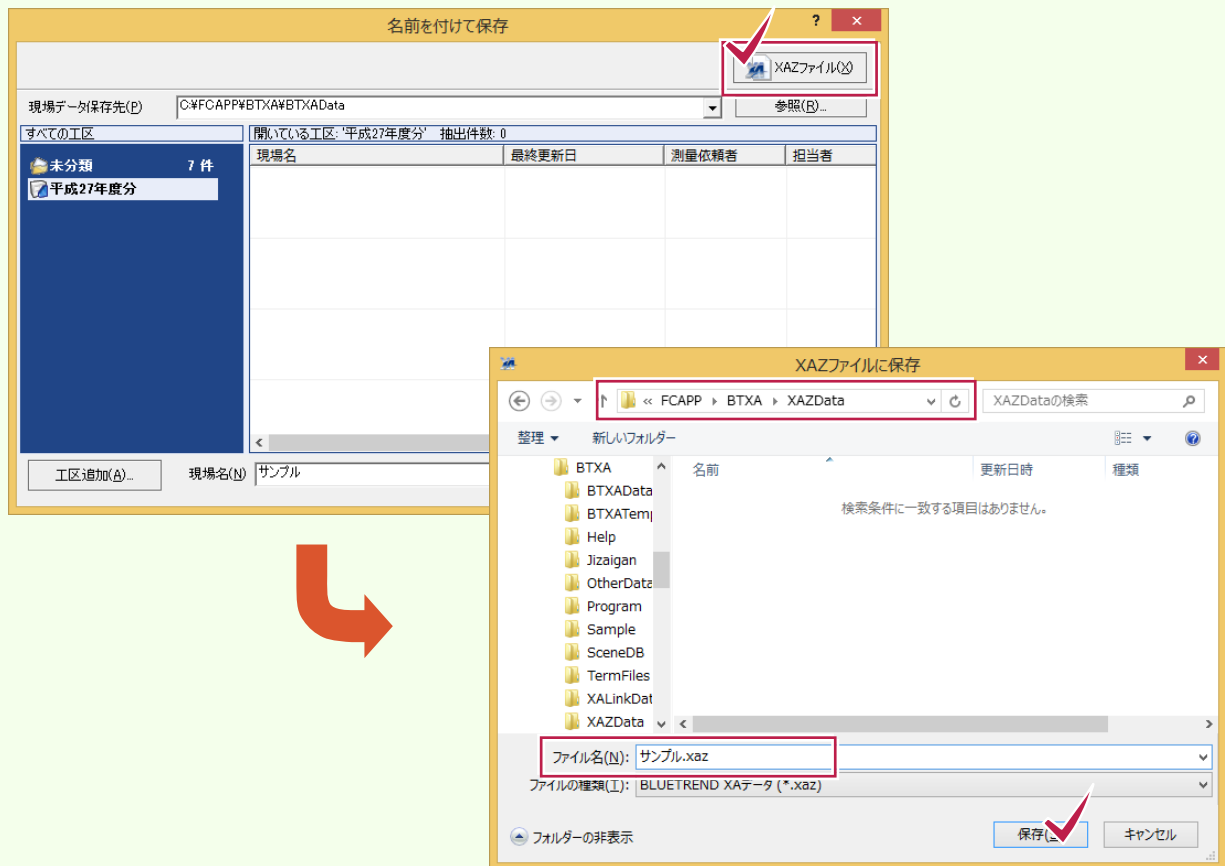 名前を付けて保存
?
XAZファイル(X)
現場データ保存先(P) C:¥FCAPP¥BTXA¥BTXAData 参照(R)...
すべての工区 開いている工区: '平成27年度分' 抽出件数: 0
現場名 最終更新日 測量依頼者 担当者
未分類 7 件
平成27年度分
工区追加(A)... 現場名(N) サンプル
XAZファイルに保存
« FCAPP BTXA XAZData XAZDataの検索
整理 新しいフォルダー
名前 更新日時 種類
検索条件に一致する項目はありません。
BTXA
BTXAData
BTXATem
Help
Jizaigan
OtherData
Program
Sample
SceneDB
TermFiles
XALinkDat
XAZData
ファイル名(N): サンプル.xaz
ファイルの種類(T): BLUETREND XAデータ (*.xaz)
フォルダーの非表示 保存( キャンセル